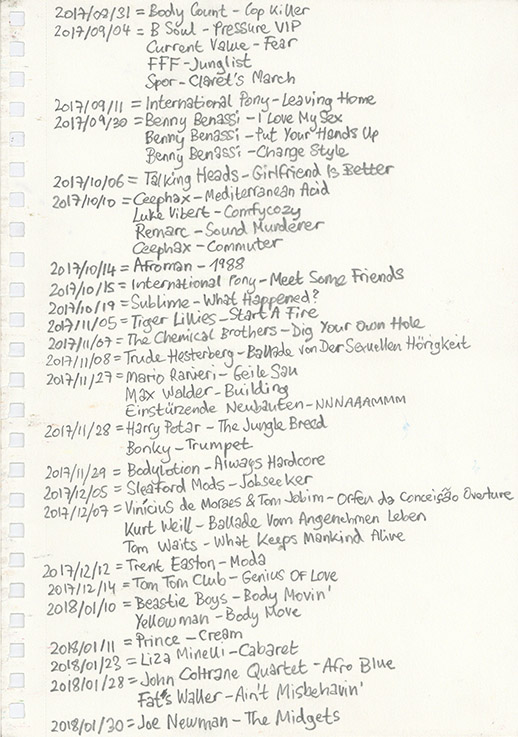 2017/08/31 = Body Count - Cop Killer
2017/09/04 = B Soul - Pressure VIP
Current Value - Fear
FFF - Junglist
Spor - Claret's March
2017/09/11 = International Pony - Leaving Home
2017/09/30 = Benny Benassi - I Love My Sex
Benny Benassi - Put Your Hands Up
Benny Benassi - Change Style
2017/10/06 = Talking Heads - Girlfriend Is Better
2017/10/10 = Ceephax - Mediterranean Acid
Luke Vibert - Comfycozy
Remarc - Sound Murderer
Ceephax - Commuter
2017/10/14 = Afroman - 1988
2017/10/15 = International Pony - Meet Some Friends
2017/10/19 = Sublime - What Happened?
2017/11/05 = Tiger Lillies - Start A Fire
2017/11/07 = The Chemical Brothers - Dig Your Own Hole
2017/11/08 = Trude Hesterberg - Ballade von Der Sexuellen Hörigkeit
2017/11/27 = Mario Ranieri - Geile Sau
Max Walder - Building
Einstürzende Neubauten - NNNAAAMMM
2017/11/28 = Harry Potar - The Jungle Breed
Bonky - Trumpet
2017/11/29 = Bodylotion - Always Hardcore
2017/12/05 = Sleaford Mods - Jobseeker
2017/12/07 = Vinícius de Moraes & Tom Jobim - Orfeu da Conceição Overture
Kurt Weill - Ballade Vom Angenehmen Leben
Tom Waits - What Keeps Mankind Alive
2017/12/12 = Trent Easton - Moda
2017/12/14 = Tom Tom Club - Genius Of Love
2018/01/10 = Beastie Boys - Body Movin'
Yellowman - Body Move
2018/01/11 = Prince - Cream
2018/01/23 = Liza Minelli - Cabaret
2018/01/28 = John Coltrane Quartet - Afro Blue
Fat's Waller - Ain't Misbehavin'
2018/01/30 = Joe Newman - The Midgets